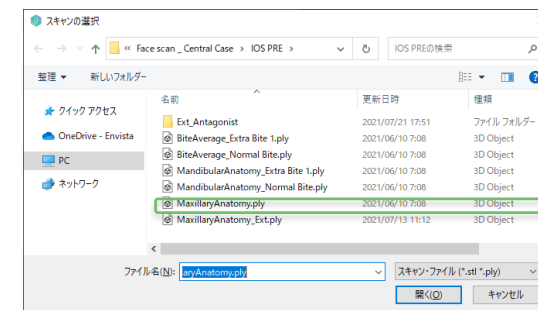 スキャンの選択
« Face scan _ Central Case > IOS PRE >
IOS PREの検索
整理 ▼ 新しいフォルダー
名前 更新日時 種類
クイック アクセス
OneDrive - Envista
PC
ネットワーク
Ext_Antagonist 2021/07/21 17:51 ファイル フォルダー
BiteAverage_Extra Bite 1.ply 2021/06/10 7:08 3D Object
BiteAverage_Normal Bite.ply 2021/06/10 7:08 3D Object
MandibularAnatomy_Extra Bite 1.ply 2021/06/10 7:08 3D Object
MandibularAnatomy_Normal Bite.ply 2021/06/10 7:08 3D Object
MaxillaryAnatomy.ply 2021/06/10 7:08 3D Object
MaxillaryAnatomy_Ext.ply 2021/07/13 11:12 3D Object
ファイル名(N): aryAnatomy.ply スキャン・ファイル (*.stl *.ply)
開く(O) キャンセル